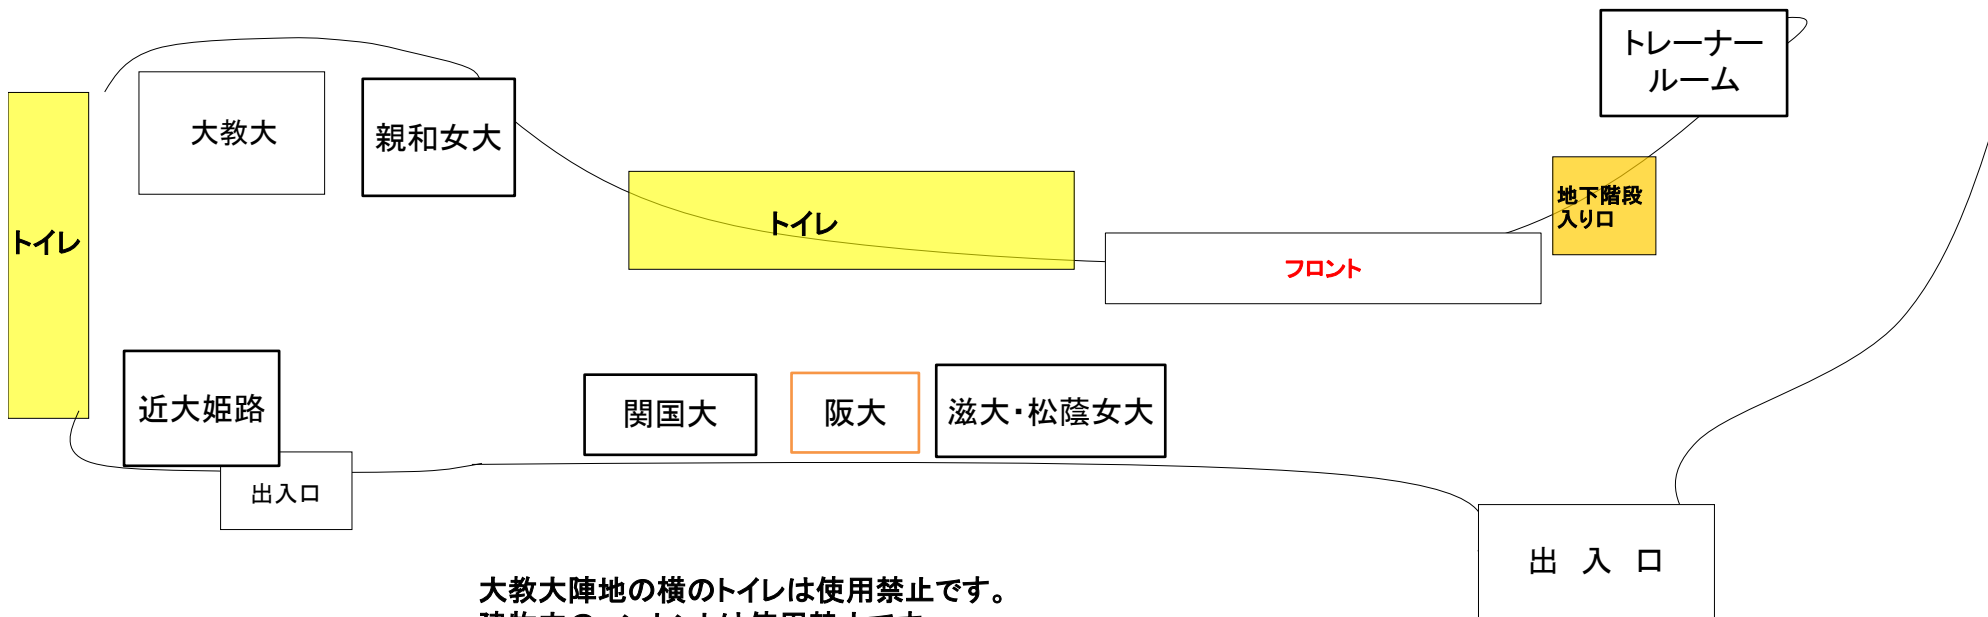 トレーナー
ルーム
大教大
親和女大
地下階段
入り口
トイレ
トイレ
フロント
近大姫路
関国大
阪大
滋大・松蔭女大
出入口
出 入 口
大教大陣地の横のトイレは使用禁止です。